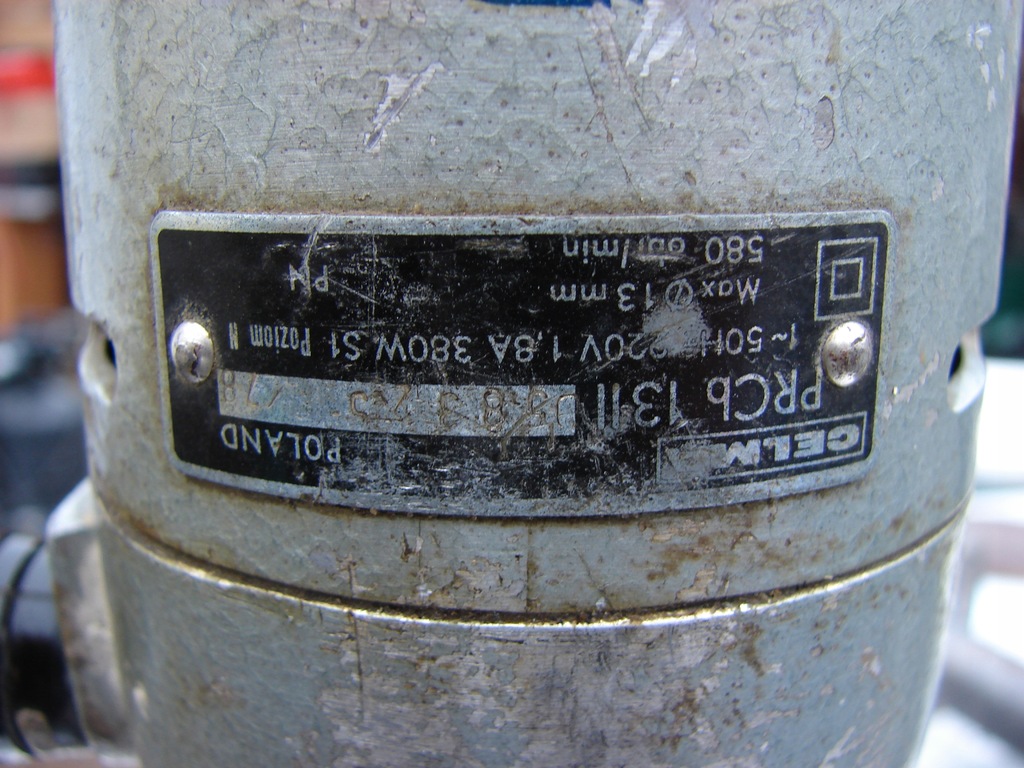 CELMA
POLAND
PRCb 13 II
1~50Hz 220V 1,8A 380W S1 Poziom N
Max Ø 13 mm
PN
580 obr/min